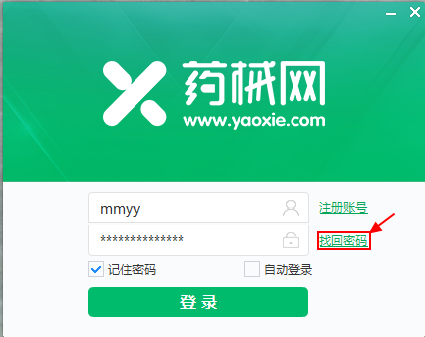 药械网
www.yaoxie.com
mmyy
注册账号
**************
找回密码
记住密码
自动登录
登 录